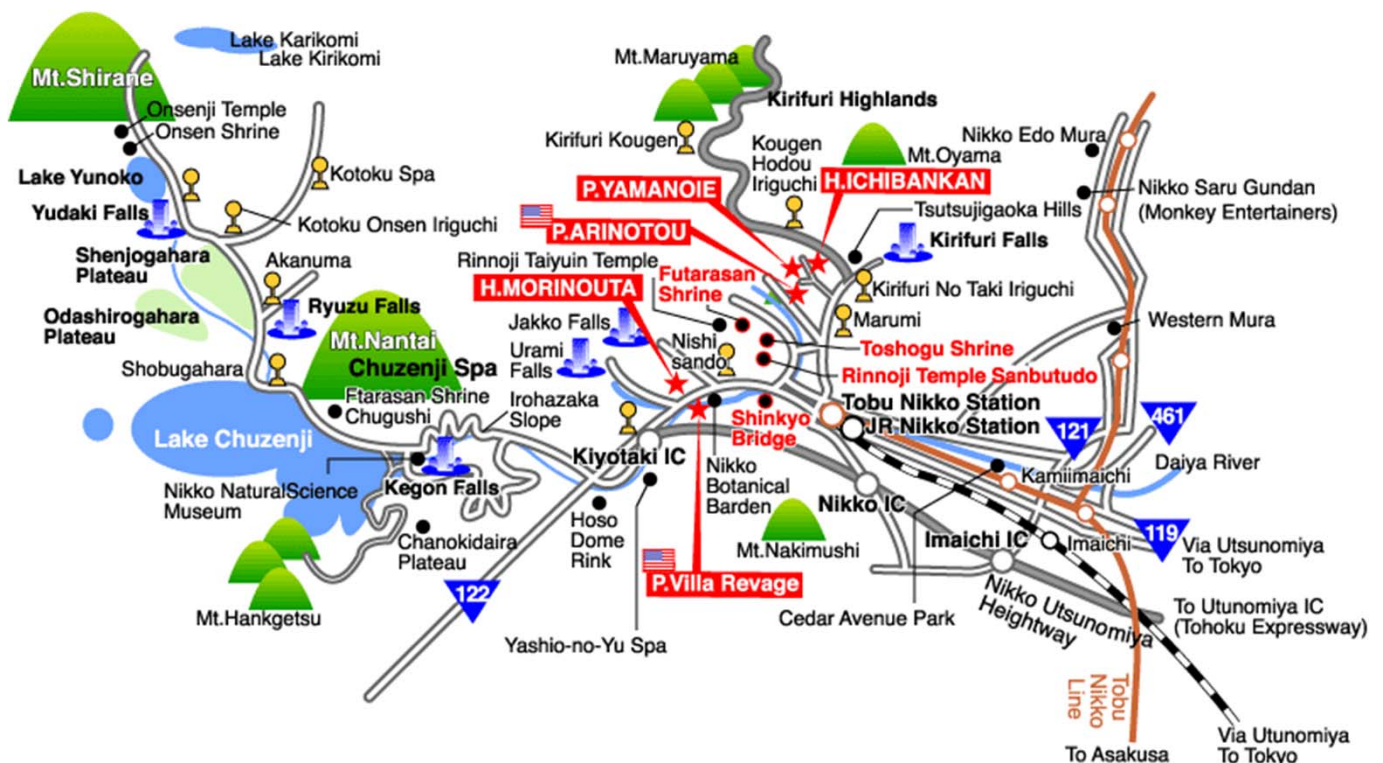 Lake Karikomi
Lake Kirikomi
Mt.Shirane
Onsenji Temple
Onsen Shrine
Lake Yunoko
Kotoku Spa
Yudaki Falls
Kotoku Onsen Iriguchi
Shenjogahara
Plateau
Akanuma
Odashirogahara
Plateau
Ryuzu Falls
Mt.Nantai
Chuzenji Spa
Shobugahara
Ftarasan Shrine
Chugushi
Irohazaka
Slope
Lake Chuzenji
Nikko NaturalScience
Museum
Kegon Falls
Chanokidaira
Plateau
Mt.Hankgetsu
122
Mt.Maruyama
Kirifuri Highlands
Kirifuri Kougen
Kougen
Hodou
Iriguchi
Mt.Oyama
P.YAMANOIE
H.ICHIBANKAN
P.ARINOTOU
Tsutsujigaoka Hills
Kirifuri Falls
Rinnoji Taiyuin Temple
Futarasan
Shrine
H.MORINOUTA
Kirifuri No Taki Iriguchi
Jakko Falls
Urami
Falls
Nishi
sando
Marumi
Toshogu Shrine
Rinnoji Temple Sanbutudo
Shinkyo
Bridge
Tobu Nikko Station
JR Nikko Station
Kiyotaki IC
Nikko
Botanical
Barden
Hoso
Dome
Rink
Mt.Nakimushi
P.Villa Revage
Yashio-no-Yu Spa
Nikko Edo Mura
Nikko Saru Gundan
(Monkey Entertainers)
Western Mura
121
461
Daiya River
Kamiimaichi
Nikko IC
Imaichi IC
Imaichi
119
Via Utsunomiya
To Tokyo
Cedar Avenue Park
Nikko Utsunomiya
Heightway
To Utunomiya IC
(Tohoku Expressway)
Tobu
Nikko
Line
To Asakusa
Via Utunomiya
To Tokyo